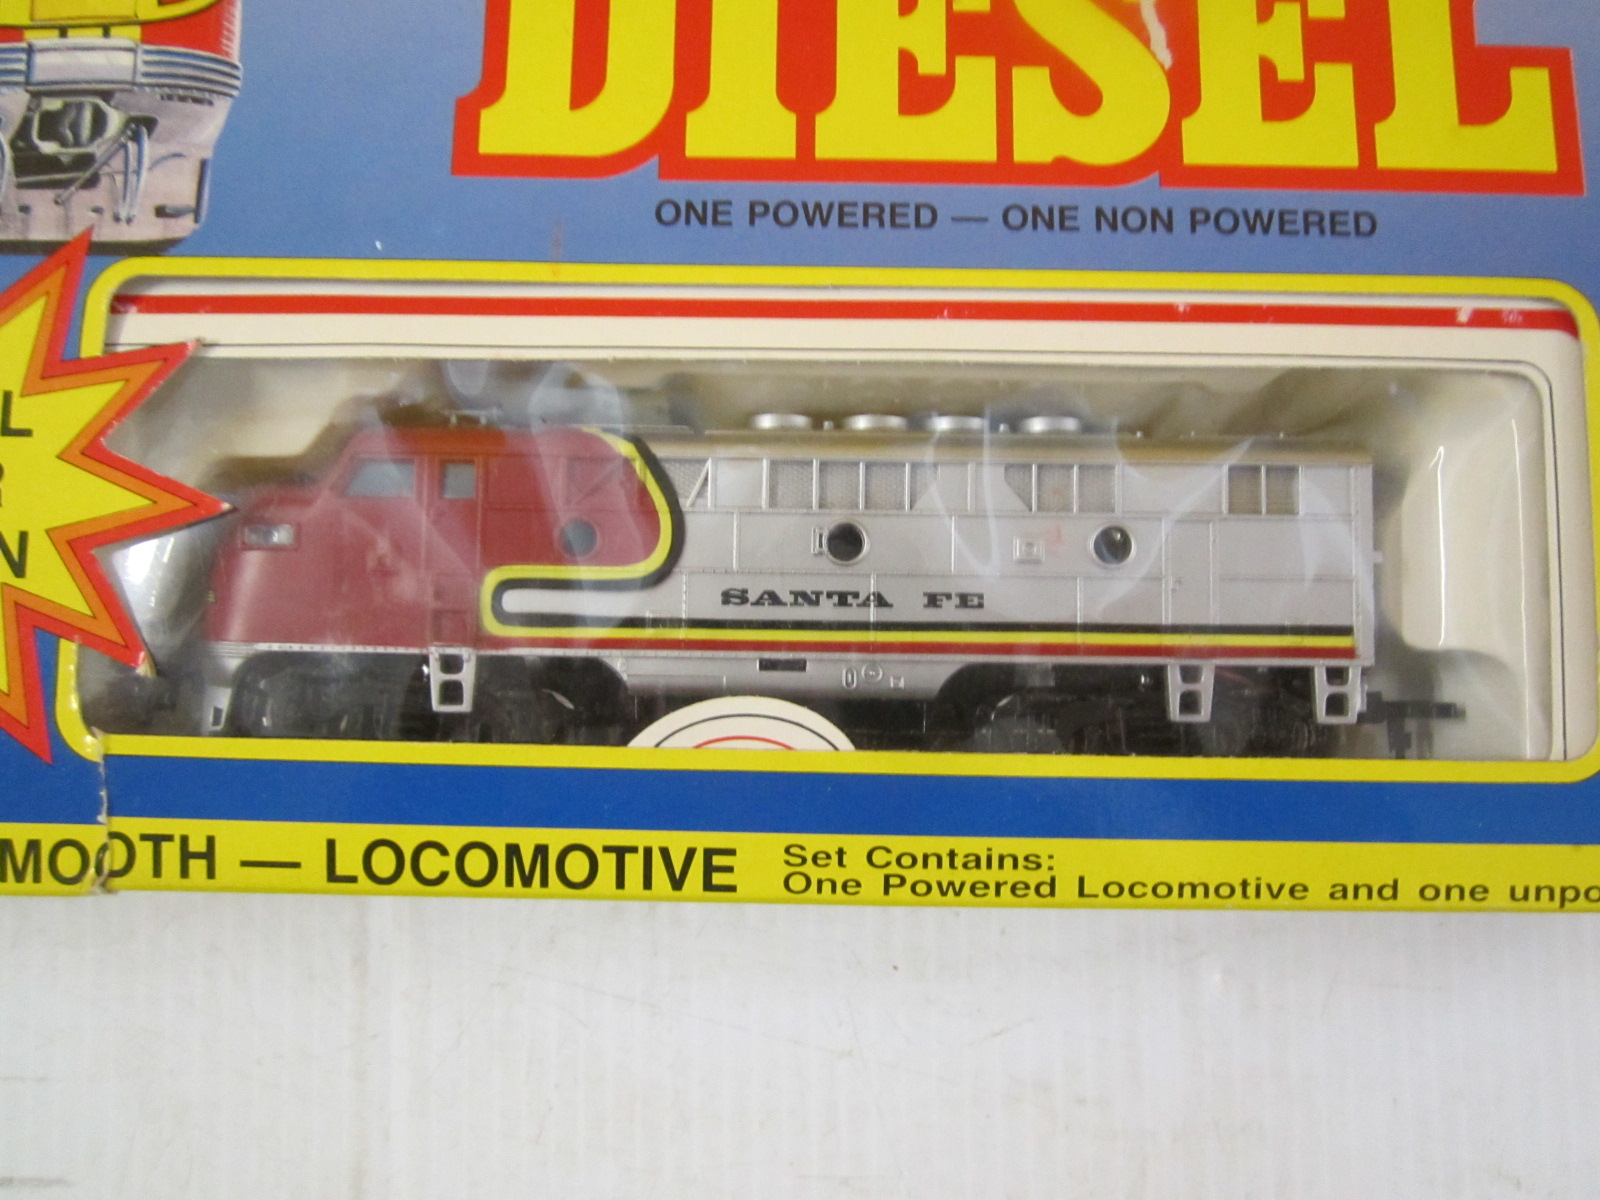 DIESEL
ONE POWERED — ONE NON POWERED
L
R
N
SANTA FE
MOOTH — LOCOMOTIVE
Set Contains:
One Powered Locomotive and one unpo